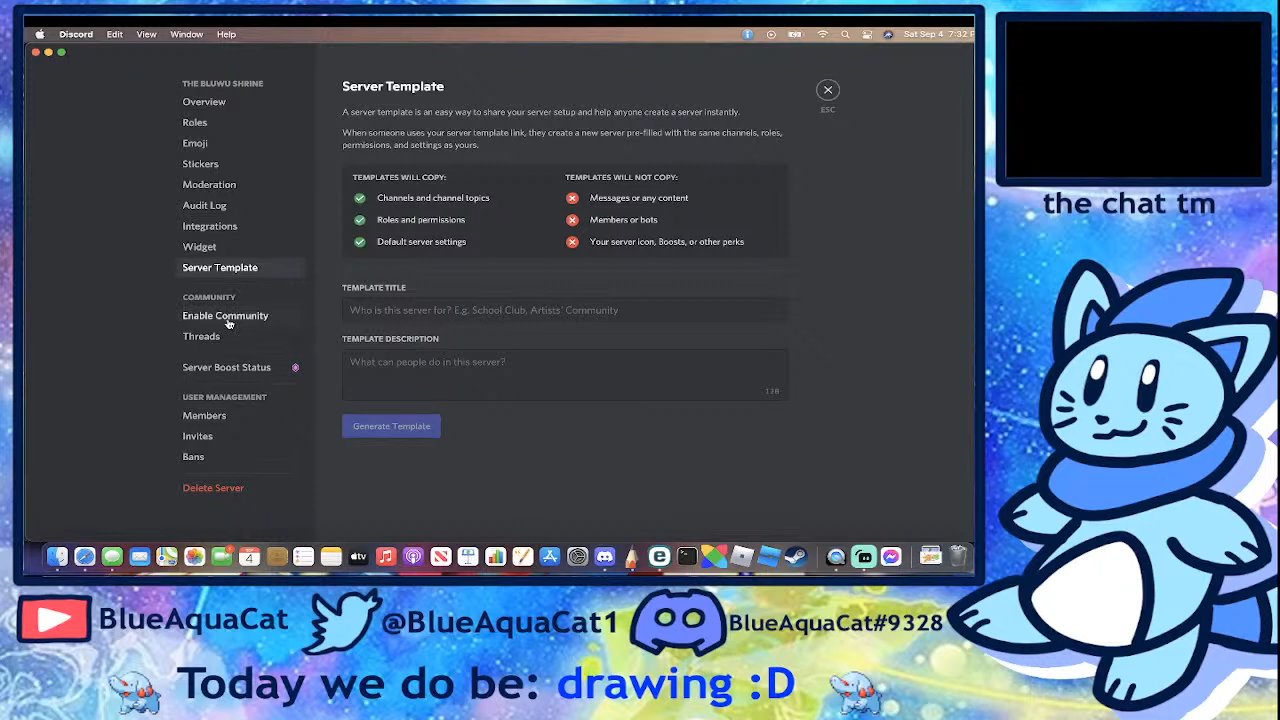 Discord Edit View Window Help
Sat Sep 4 7:32 P
THE BLUWU SHRINE
Overview
Roles
Emoji
Stickers
Moderation
Audit Log
Integrations
Widget
Server Template
COMMUNITY
Enable Community
Threads
Server Boost Status
USER MANAGEMENT
Members
Invites
Bans
Delete Server
Server Template
ESC
A server template is an easy way to share your server setup and help anyone create a server instantly.
When someone uses your server template link, they create a new server pre-filled with the same channels, roles,
permissions, and settings as yours.
TEMPLATES WILL COPY:
Channels and channel topics
Roles and permissions
Default server settings
TEMPLATES WILL NOT COPY:
Messages or any content
Members or bots
Your server icon, Boosts, or other perks
TEMPLATE TITLE
Who is this server for? E.g. School Club, Artists' Community
TEMPLATE DESCRIPTION
What can people do in this server?
128
Generate Template
4
tv
the chat tm
BlueAquaCat
@BlueAquaCat1
BlueAquaCat#9328
Today we do be: drawing :D